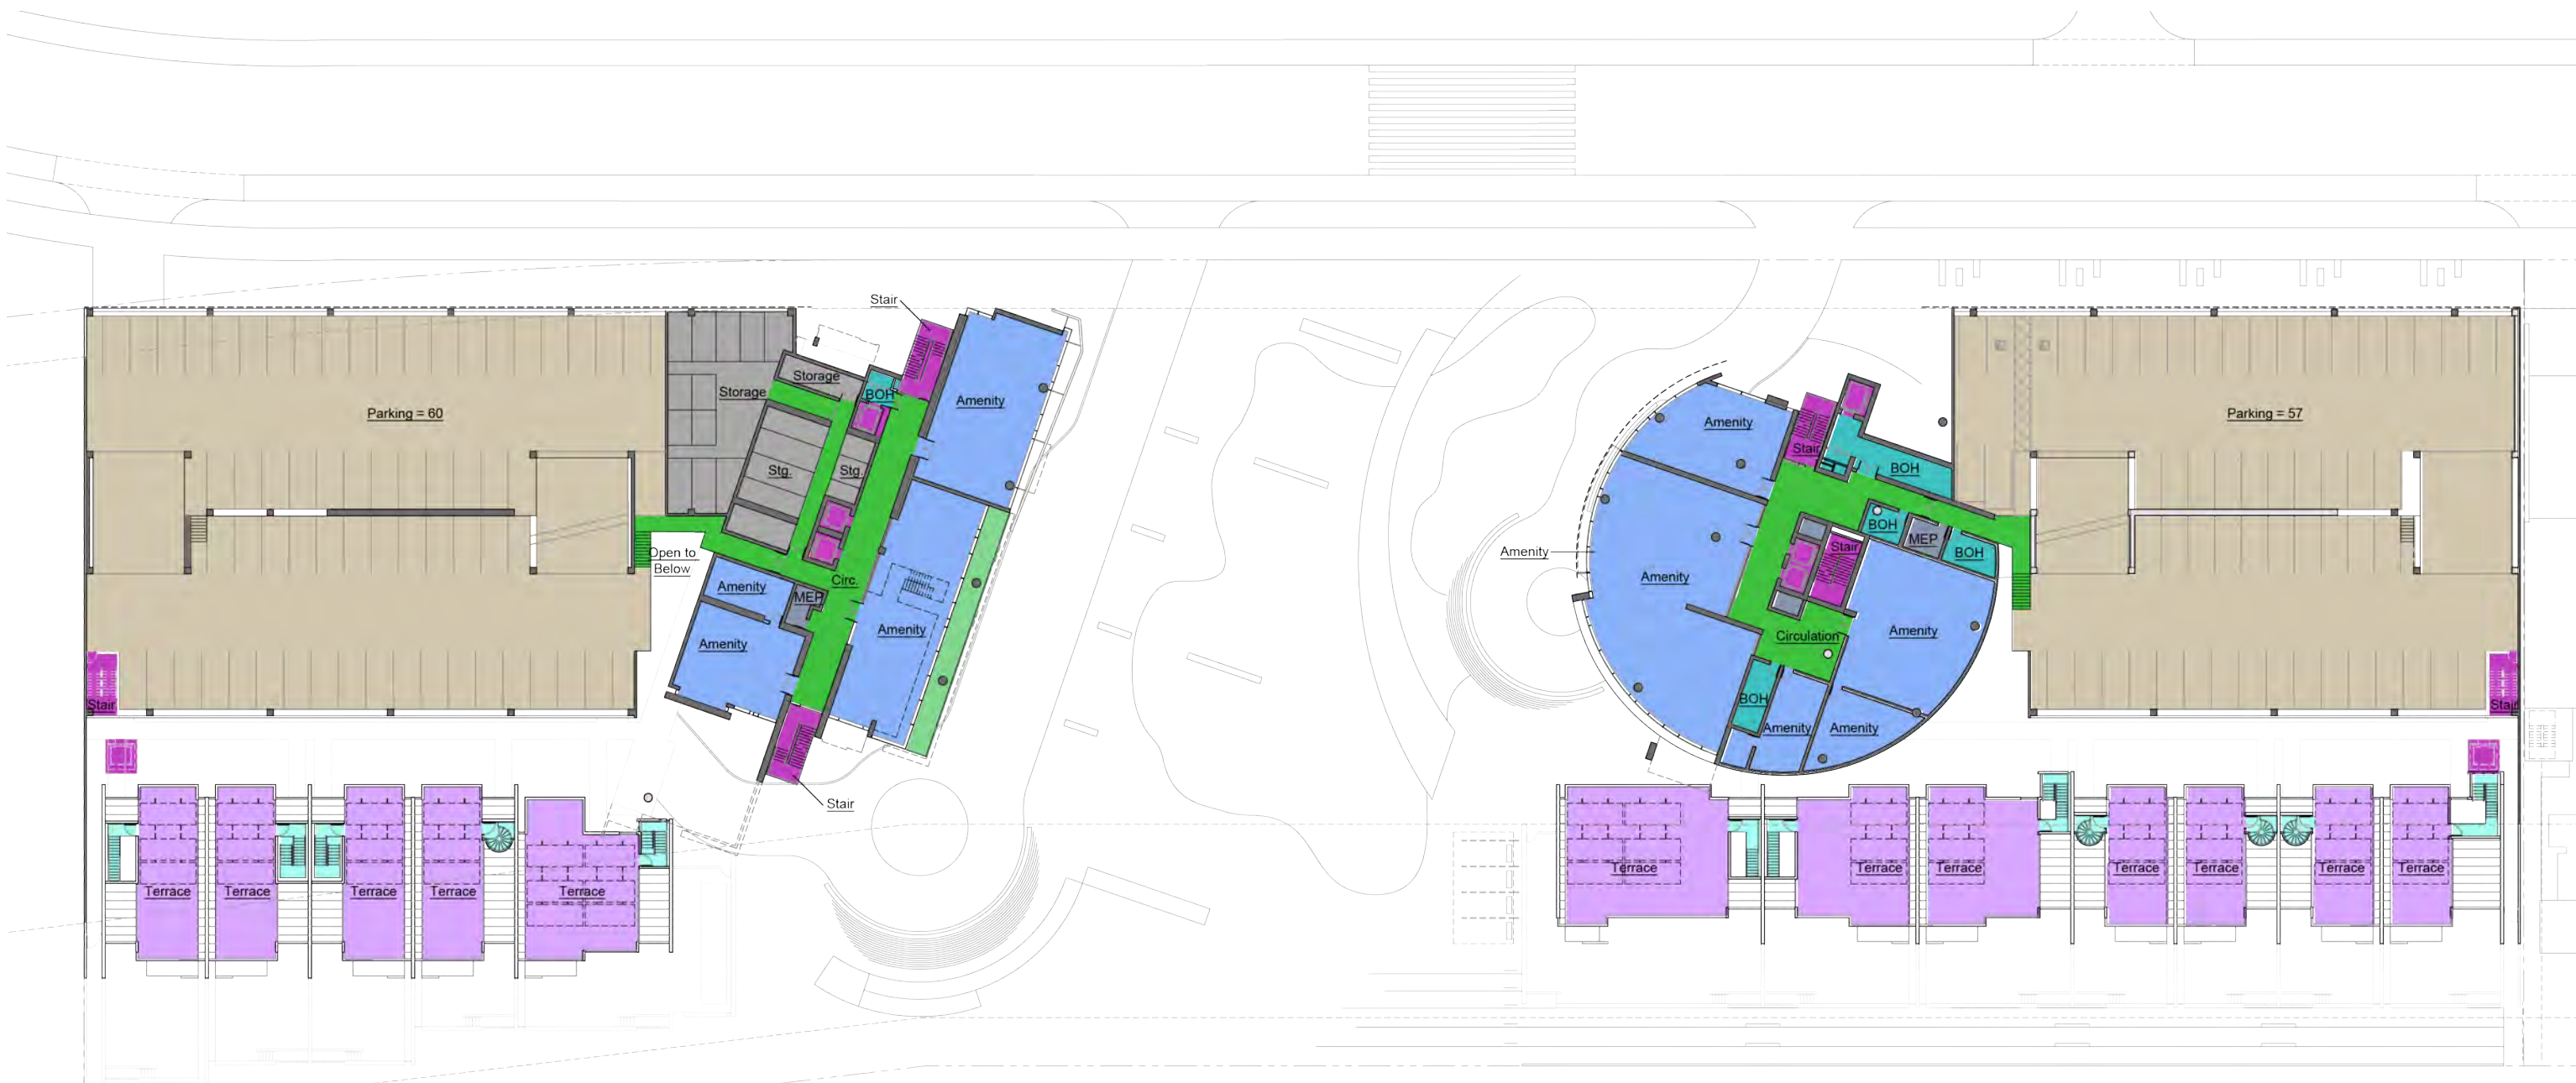 Stair
Storage
Storage
BOH
Amenity
Parking = 60
Stg.
Stg.
Open to
Below
Circ.
Amenity
MEP
Amenity
Amenity
Stair
Stair
Terrace
Terrace
Terrace
Terrace
Terrace
Amenity
Stair
BOH
Parking = 57
BOH
MEP
BOH
Stair
Amenity
Amenity
Amenity
Circulation
BOH
Amenity
Amenity
Stair
Terrace
Terrace
Terrace
Terrace
Terrace
Terrace
Terrace